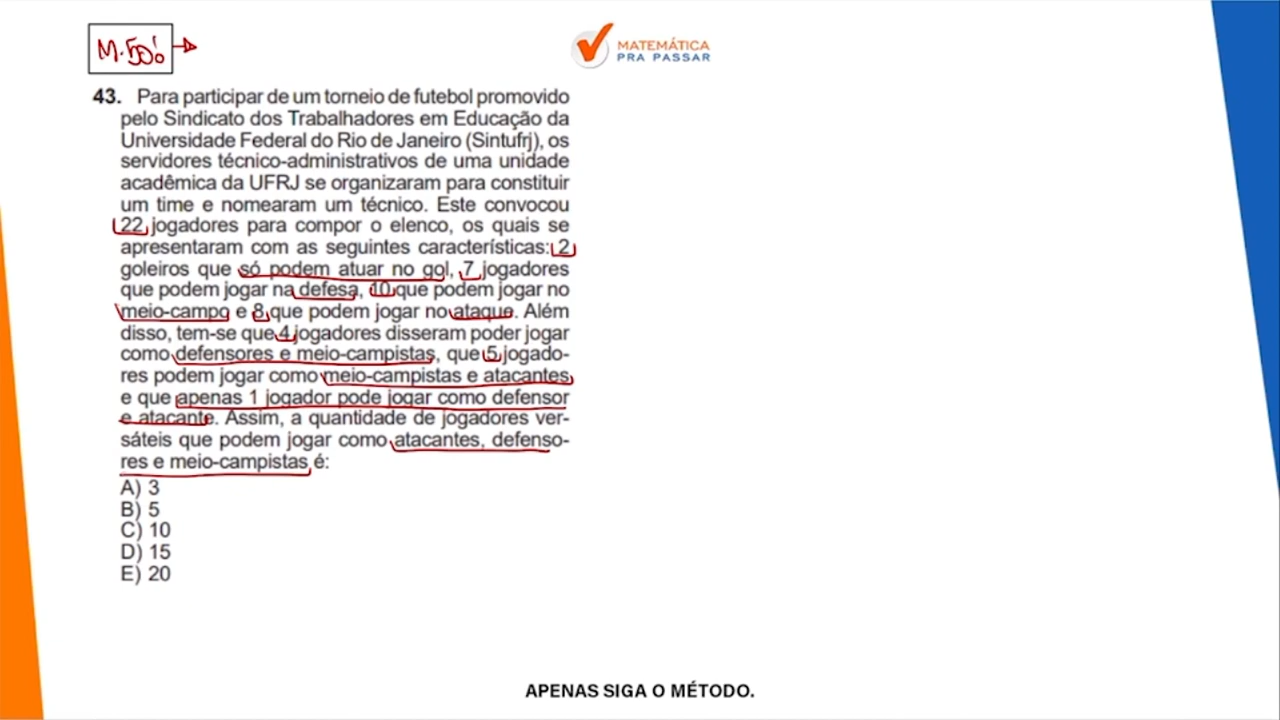 M.50%
MATEMÁTICA
PRA PASSAR
43. Para participar de um torneio de futebol promovido
pelo Sindicato dos Trabalhadores em Educação da
Universidade Federal do Rio de Janeiro (Sintufrj), os
servidores técnico-administrativos de uma unidade
acadêmica da UFRJ se organizaram para constituir
um time e nomearam um técnico. Este convocou
22 jogadores para compor o elenco, os quais se
apresentaram com as seguintes características: 2
goleiros que só podem atuar no gol, 7 jogadores
que podem jogar na defesa, 10 que podem jogar no
meio-campo e 8 que podem jogar no ataque. Além
disso, tem-se que 4 jogadores disseram poder jogar
como defensores e meio-campistas, que 5 jogado-
res podem jogar como meio-campistas e atacantes
e que apenas 1 jogador pode jogar como defensor
e atacante. Assim, a quantidade de jogadores ver-
sáteis que podem jogar como atacantes, defenso-
res e meio-campistas é:
A) 3
B) 5
C) 10
D) 15
E) 20
APENAS SIGA O MÉTODO.